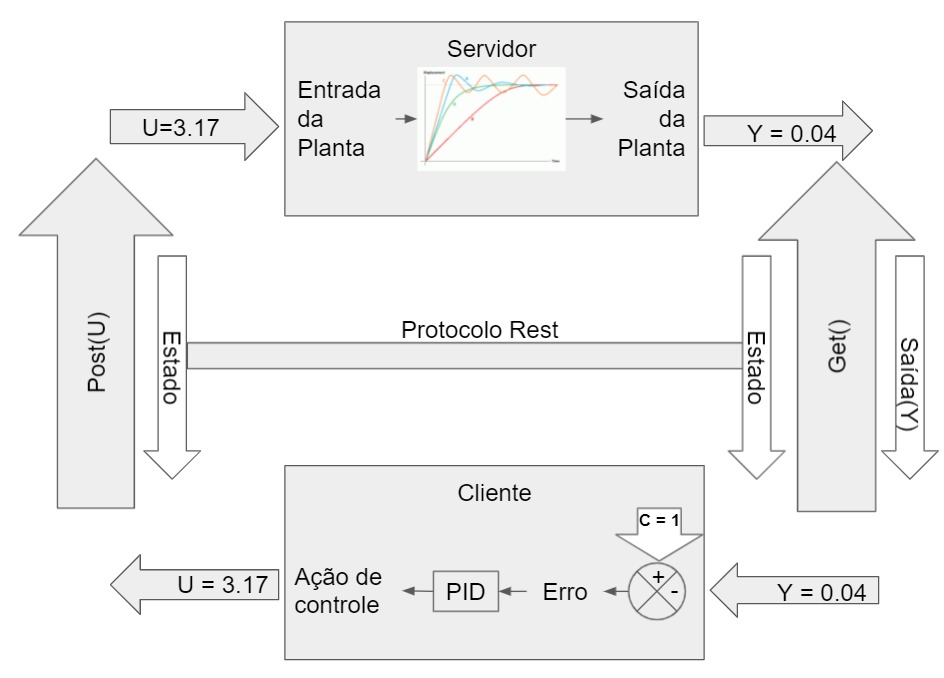 Servidor
Entrada
da
Planta
Saída
da
Planta
U=3.17
Y = 0.04
Post(U)
Estado
Protocolo Rest
Estado
Get()
Saída(Y)
Cliente
C = 1
+
-
U = 3.17
Ação de
controle
PID
Erro
Y = 0.04